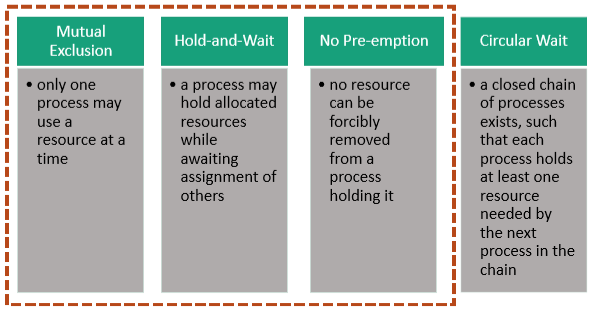 Mutual
Exclusion
• only one
process may
use a
resource at a
time
Hold-and-Wait
• a process may
hold allocated
resources
while
awaiting
assignment of
others
No Pre-emption
• no resource
can be
forcibly
removed
from a
process
holding it
Circular Wait
• a closed chain
of processes
exists, such
that each
process holds
at least one
resource
needed by
the next
process in the
chain